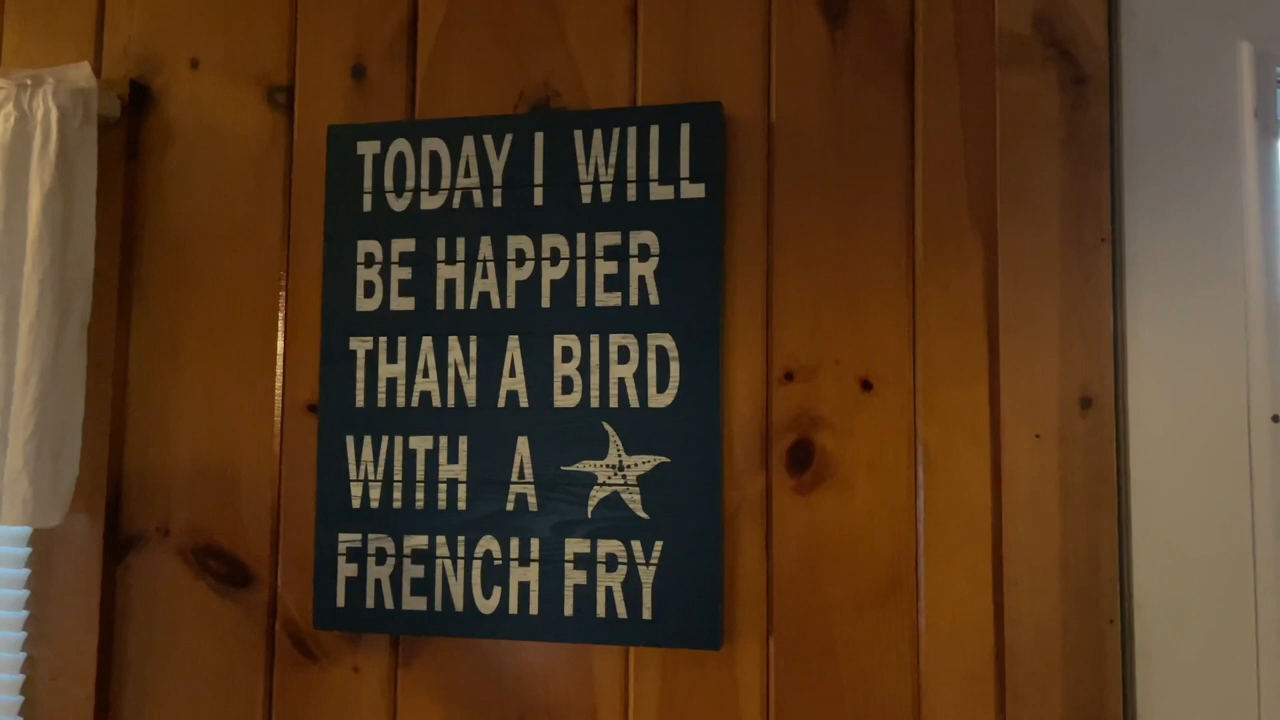 TODAY I WILL
BE HAPPIER
THAN A BIRD
WITH A
FRENCH FRY